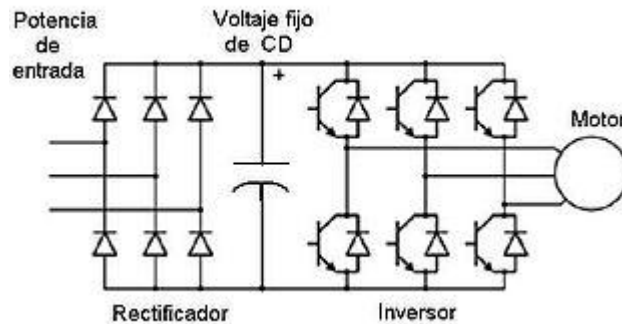 Potencia
de
entrada
Voltaje fijo
de CD
+
Motor
Rectificador
Inversor